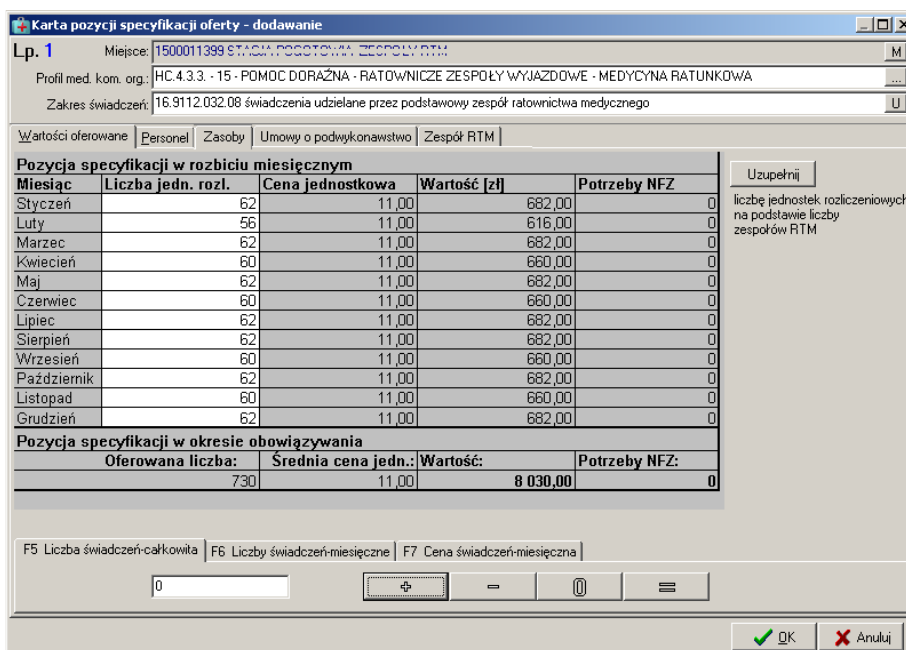 Karta pozycji specyfikacji oferty - dodawanie
Lp. 1 Miejsce: 1500011399 M
Profil med. kom. org.: HC.4.3.3. - 15 - POMOC DORAŹNA - RATOWNICZE ZESPOŁY WYJAZDOWE - MEDYCYNA RATUNKOWA ...
Zakres świadczeń: 16.9112.032.08 świadczenia udzielane przez podstawowy zespół ratownictwa medycznego U
Wartości oferowane Personel Zasoby Umowy o podwykonawstwo Zespół RTM
Pozycja specyfikacji w rozbiciu miesięcznym
Miesiąc Liczba jedn. rozl. Cena jednostkowa Wartość [zł] Potrzeby NFZ
Styczeń 62 11,00 682,00 0
Luty 56 11,00 616,00 0
Marzec 62 11,00 682,00 0
Kwiecień 60 11,00 660,00 0
Maj 62 11,00 682,00 0
Czerwiec 60 11,00 660,00 0
Lipiec 62 11,00 682,00 0
Sierpień 62 11,00 682,00 0
Wrzesień 60 11,00 660,00 0
Październik 62 11,00 682,00 0
Listopad 60 11,00 660,00 0
Grudzień 62 11,00 682,00 0
Pozycja specyfikacji w okresie obowiązywania
Oferowana liczba: Średnia cena jedn.: Wartość: Potrzeby NFZ:
730 11,00 8 030,00 0
Uzupełnij
liczbę jednostek rozliczeniowych
na podstawie liczby
zespołów RTM
F5 Liczba świadczeń-całkowita F6 Liczby świadczeń-miesięczne F7 Cena świadczeń-miesięczna
0
OK Anuluj